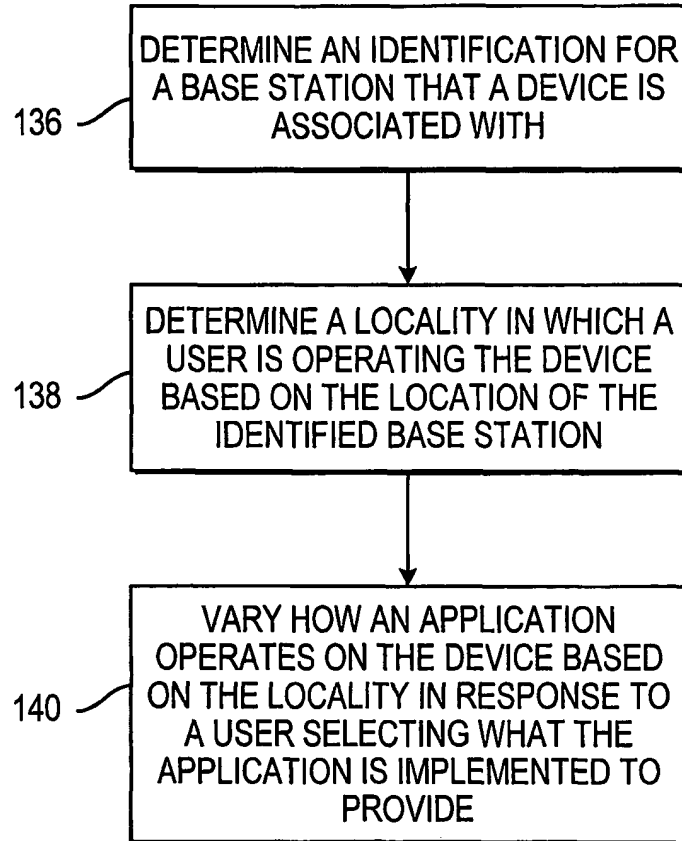 DETERMINE AN IDENTIFICATION FOR
A BASE STATION THAT A DEVICE IS
ASSOCIATED WITH
136
DETERMINE A LOCALITY IN WHICH A
USER IS OPERATING THE DEVICE
BASED ON THE LOCATION OF THE
IDENTIFIED BASE STATION
138
VARY HOW AN APPLICATION
OPERATES ON THE DEVICE BASED
ON THE LOCALITY IN RESPONSE TO
A USER SELECTING WHAT THE
APPLICATION IS IMPLEMENTED TO
PROVIDE
140